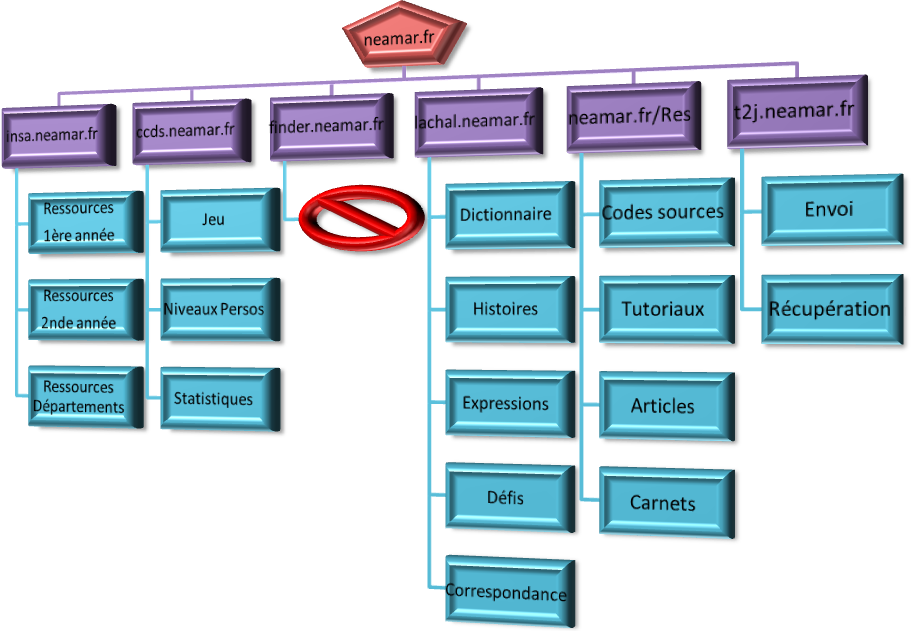 neamar.fr
insa.neamar.fr
ccds.neamar.fr
finder.neamar.fr
lachal.neamar.fr
neamar.fr/Res
t2j.neamar.fr
Ressources
1ère année
Ressources
2nde année
Ressources
Départements
Jeu
Niveaux Persos
Statistiques
Dictionnaire
Histoires
Expressions
Défis
Correspondance
Codes sources
Tutoriaux
Articles
Carnets
Envoi
Récupération